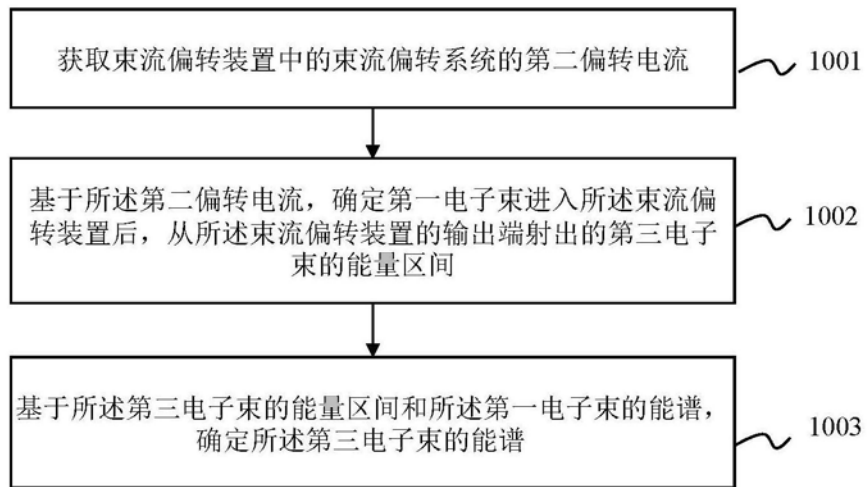 获取束流偏转装置中的束流偏转系统的第二偏转电流
1001
基于所述第二偏转电流，确定第一电子束进入所述束流偏
转装置后，从所述束流偏转装置的输出端射出的第三电子
束的能量区间
1002
基于所述第三电子束的能量区间和所述第一电子束的能谱，
确定所述第三电子束的能谱
1003